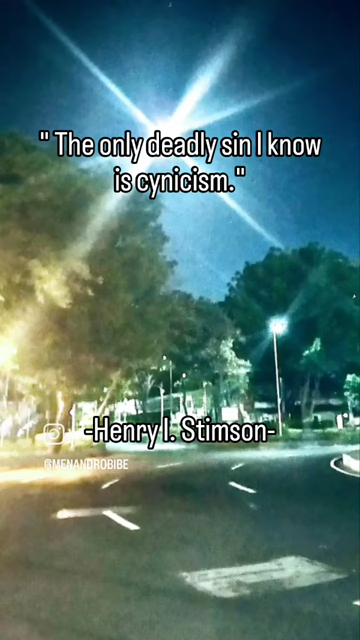 " The only deadly sin I know
is cynicism."
-Henry l. Stimson-
@MENANDROBIBE